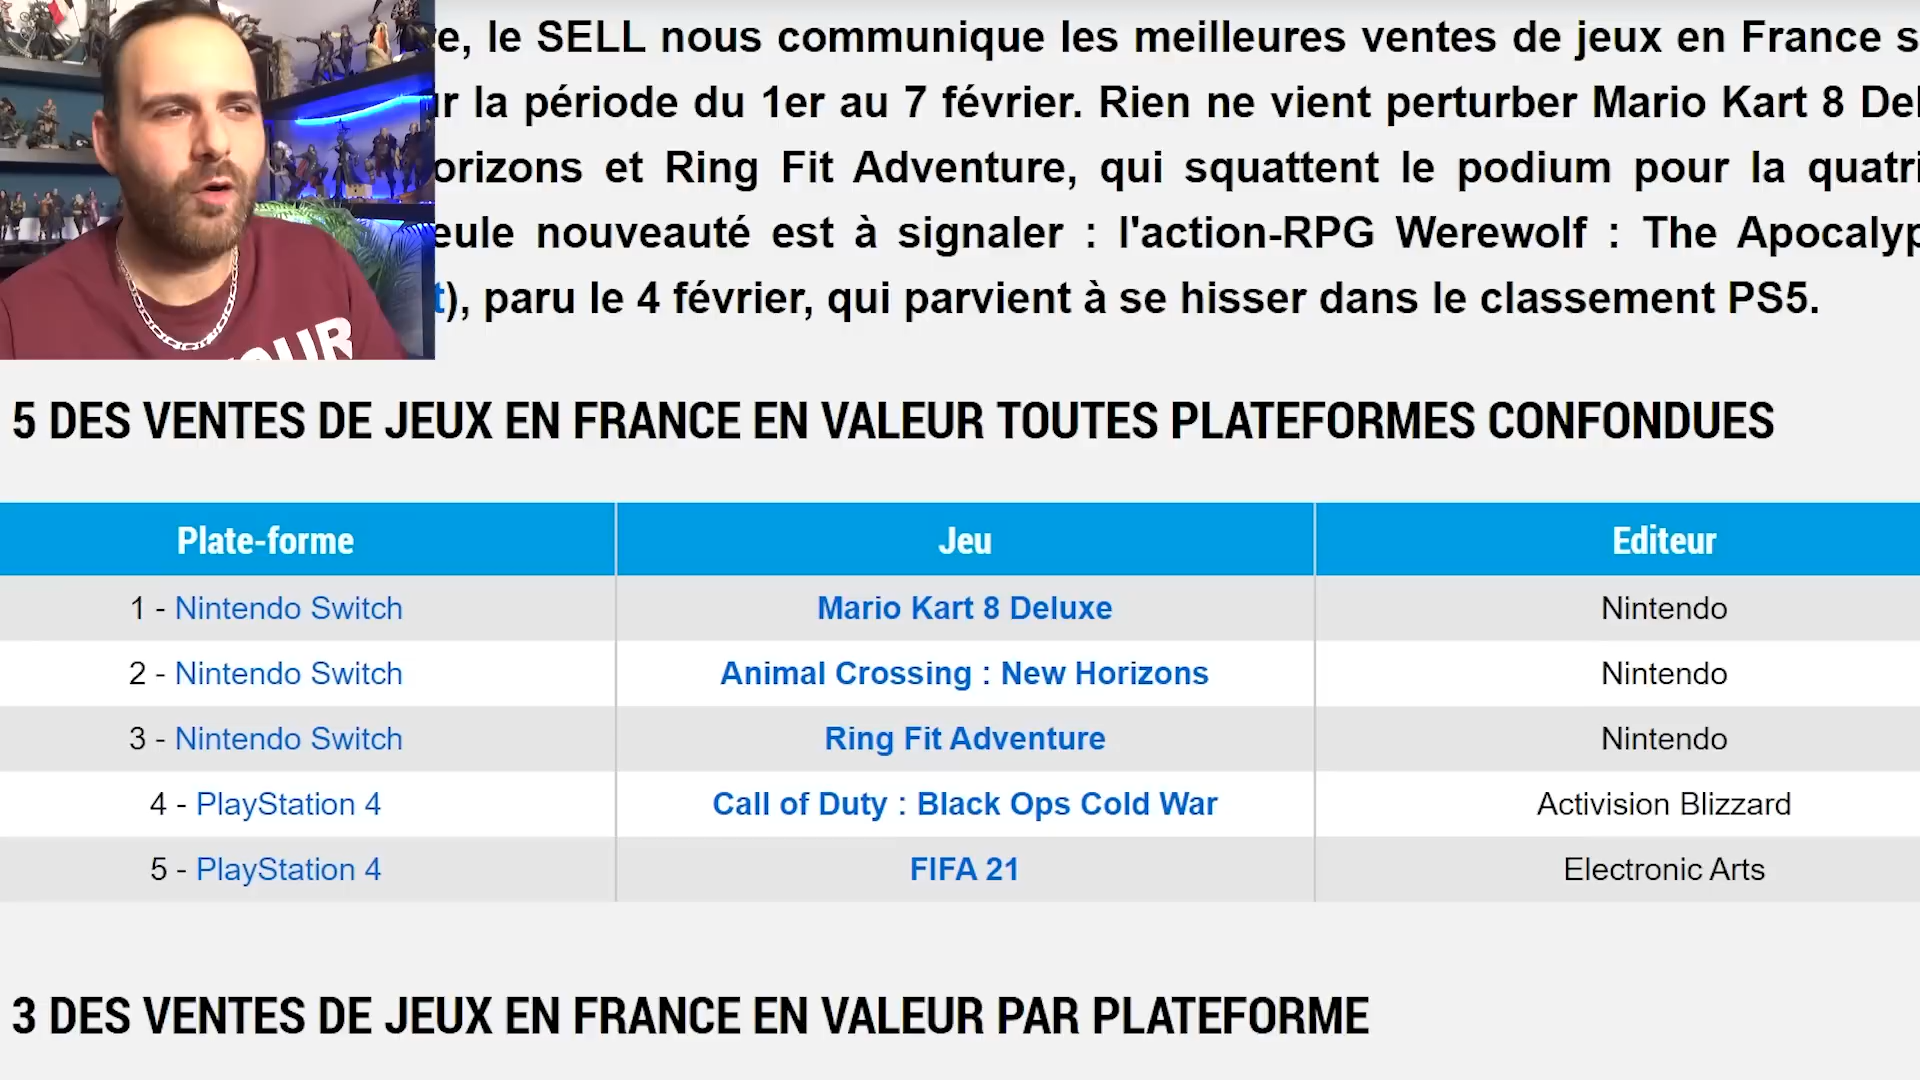 re, le SELL nous communique les meilleures ventes de jeux en France s
ur la période du 1er au 7 février. Rien ne vient perturber Mario Kart 8 Del
orizons et Ring Fit Adventure, qui squattent le podium pour la quatri
eule nouveauté est à signaler : l'action-RPG Werewolf : The Apocalyp
t), paru le 4 février, qui parvient à se hisser dans le classement PS5.
OUR
5 DES VENTES DE JEUX EN FRANCE EN VALEUR TOUTES PLATEFORMES CONFONDUES
Plate-forme Jeu Editeur
1 - Nintendo Switch Mario Kart 8 Deluxe Nintendo
2 - Nintendo Switch Animal Crossing : New Horizons Nintendo
3 - Nintendo Switch Ring Fit Adventure Nintendo
4 - PlayStation 4 Call of Duty : Black Ops Cold War Activision Blizzard
5 - PlayStation 4 FIFA 21 Electronic Arts
3 DES VENTES DE JEUX EN FRANCE EN VALEUR PAR PLATEFORME